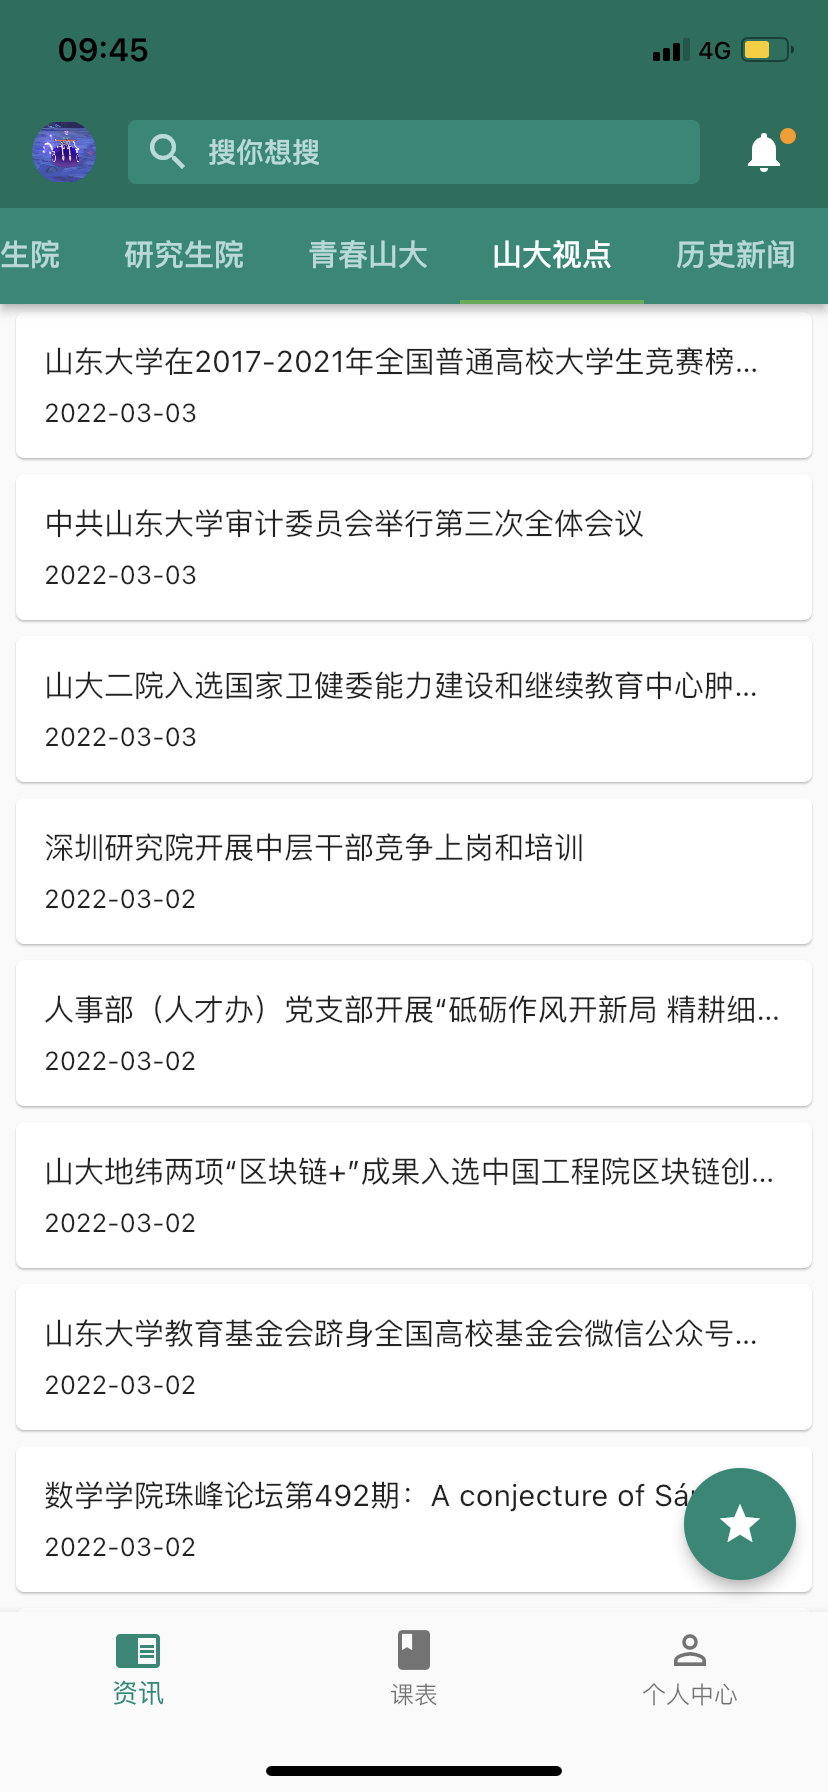 09:45
4G
搜你想搜
生院 研究生院 青春山大 山大视点 历史新闻
山东大学在2017-2021年全国普通高校大学生竞赛榜...
2022-03-03
中共山东大学审计委员会举行第三次全体会议
2022-03-03
山大二院入选国家卫健委能力建设和继续教育中心肿...
2022-03-03
深圳研究院开展中层干部竞争上岗和培训
2022-03-02
人事部（人才办）党支部开展“砥砺作风开新局 精耕细...
2022-03-02
山大地纬两项“区块链+”成果入选中国工程院区块链创...
2022-03-02
山东大学教育基金会跻身全国高校基金会微信公众号...
2022-03-02
数学学院珠峰论坛第492期：A conjecture of
2022-03-02
资讯 课表 个人中心